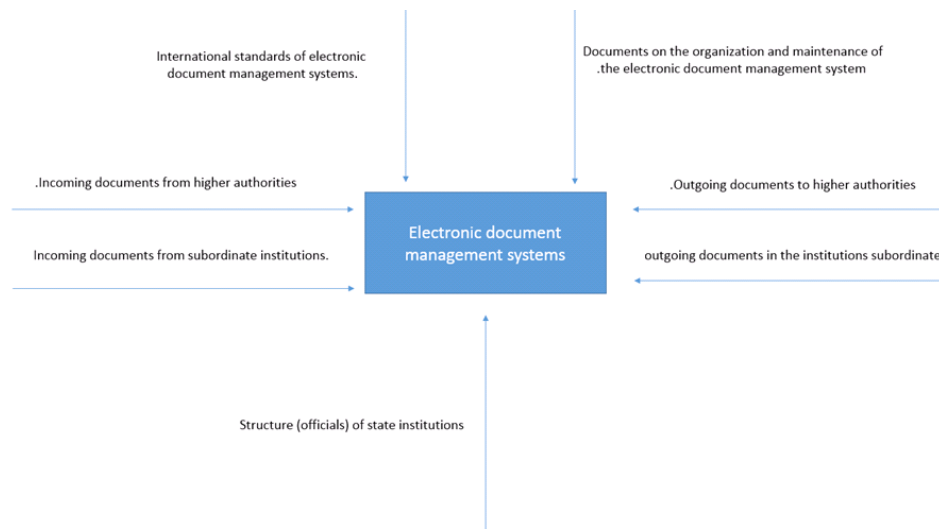 International standards of electronic
document management systems.
Documents on the organization and maintenance of
.the electronic document management system
.Incoming documents from higher authorities
.Outgoing documents to higher authorities
Electronic document
management systems
Incoming documents from subordinate institutions.
outgoing documents in the institutions subordinate
Structure (officials) of state institutions